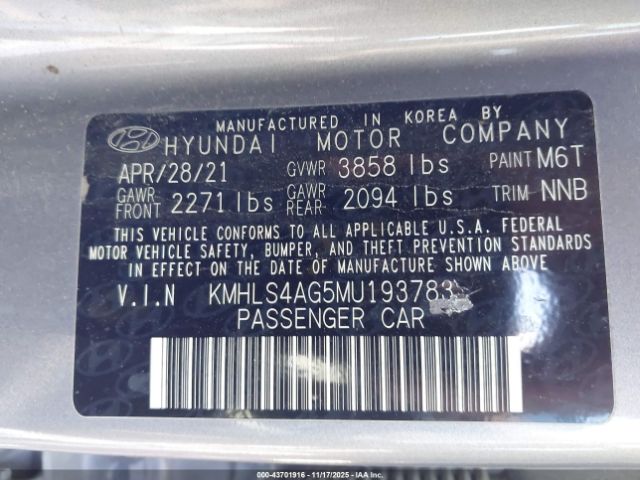 MANUFACTURED IN KOREA BY
HYUNDAI MOTOR COMPANY
APR/28/21 GVWR 3858 lbs PAINT M6T
GAWR FRONT 2271 lbs GAWR REAR 2094 lbs TRIM NNB
THIS VEHICLE CONFORMS TO ALL APPLICABLE U.S.A. FEDERAL
MOTOR VEHICLE SAFETY, BUMPER, AND THEFT PREVENTION STANDARDS
IN EFFECT ON THE DATE OF MANUFACTURE SHOWN ABOVE.
V.I.N KMHLS4AG5MU193783
PASSENGER CAR
000-43701916 - 11/17/2025 - iaai.com